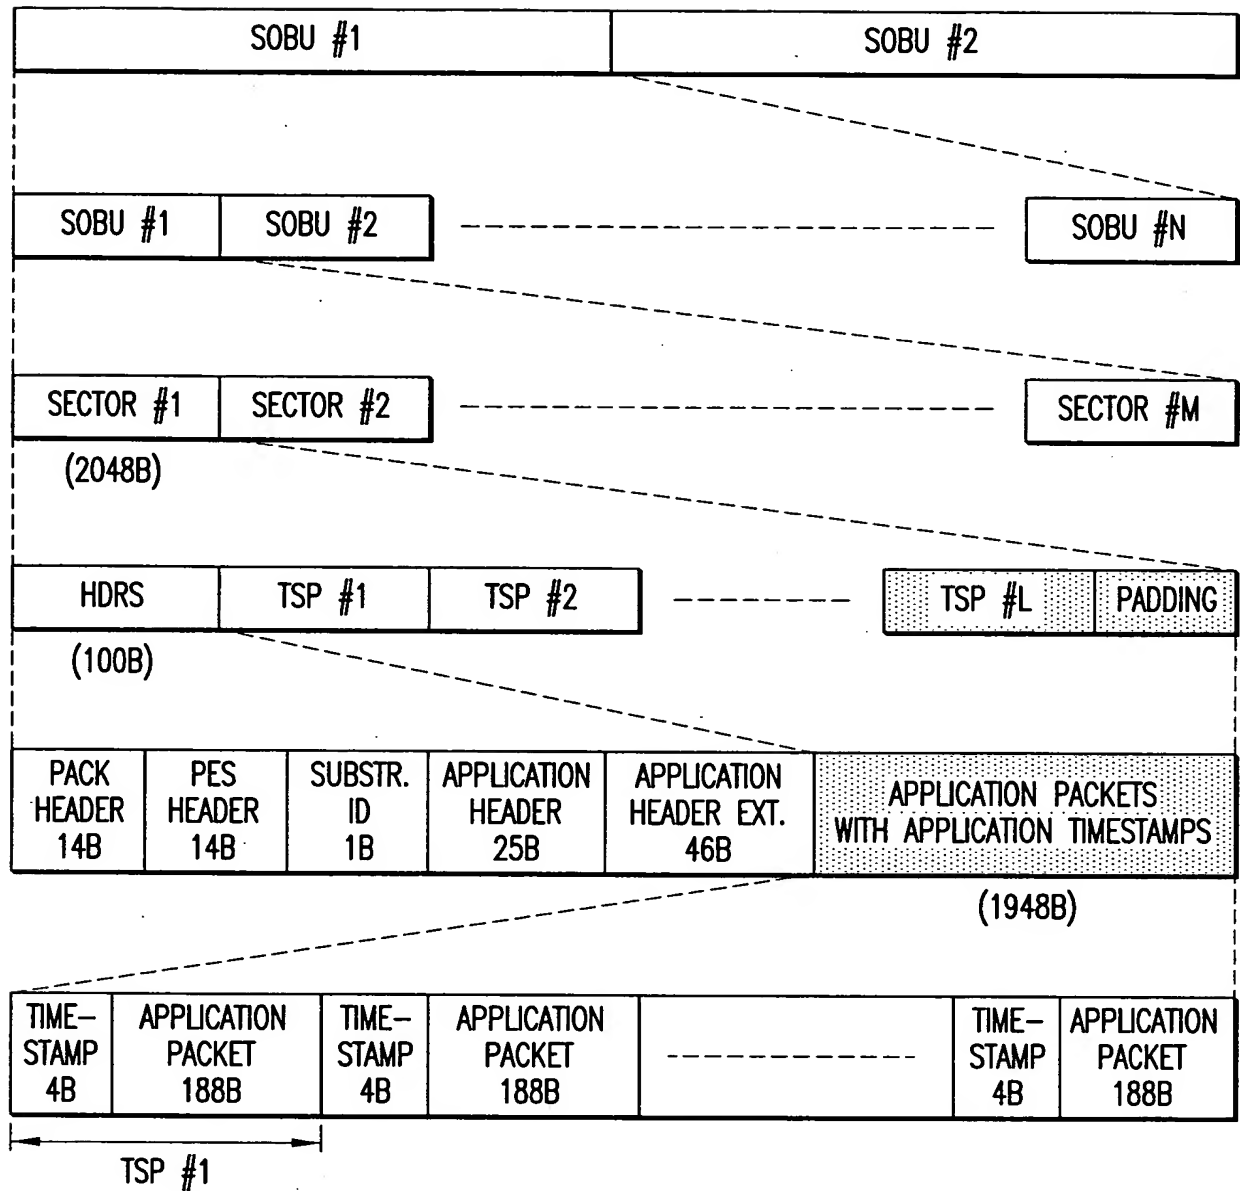 SOBU #1 SOBU #2
SOBU #1 SOBU #2 SOBU #N
SECTOR #1 SECTOR #2 SECTOR #M
(2048B)
HDRS TSP #1 TSP #2 TSP #L PADDING
(100B)
PACK
HEADER
14B
PES
HEADER
14B
SUBSTR.
ID
1B
APPLICATION
HEADER
25B
APPLICATION
HEADER EXT.
46B
APPLICATION PACKETS
WITH APPLICATION TIMESTAMPS
(1948B)
TIME-
STAMP
4B
APPLICATION
PACKET
188B
TIME-
STAMP
4B
APPLICATION
PACKET
188B
TIME-
STAMP
4B
APPLICATION
PACKET
188B
TSP #1